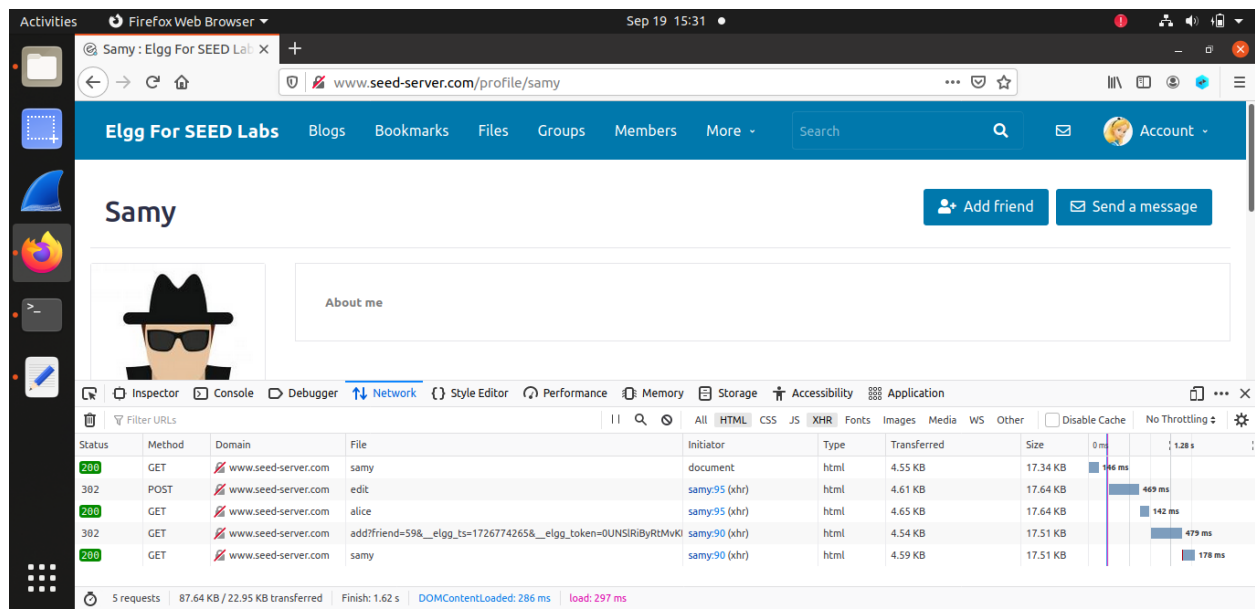 Activities Firefox Web Browser Sep 19 15:31
Samy : Elgg For SEED Lab
www.seed-server.com/profile/samy
Elgg For SEED Labs Blogs Bookmarks Files Groups Members More Search Account
Samy Add friend Send a message
About me
Inspector Console Debugger Network Style Editor Performance Memory Storage Accessibility Application
Filter URLs All HTML CSS JS XHR Fonts Images Media WS Other Disable Cache No Throttling
Status Method Domain File Initiator Type Transferred Size 0 ms 1.28 s
200 GET www.seed-server.com samy document html 4.55 KB 17.34 KB 146 ms
302 POST www.seed-server.com edit samy:95 (xhr) html 4.61 KB 17.64 KB 469 ms
200 GET www.seed-server.com alice samy:95 (xhr) html 4.65 KB 17.64 KB 142 ms
302 GET www.seed-server.com add?friend=59&__elgg_ts=1726774265&__elgg_token=0UNSlRiByRtMvK samy:90 (xhr) html 4.54 KB 17.51 KB 479 ms
200 GET www.seed-server.com samy samy:90 (xhr) html 4.59 KB 17.51 KB 178 ms
5 requests 87.64 KB / 22.95 KB transferred Finish: 1.62 s DOMContentLoaded: 286 ms load: 297 ms